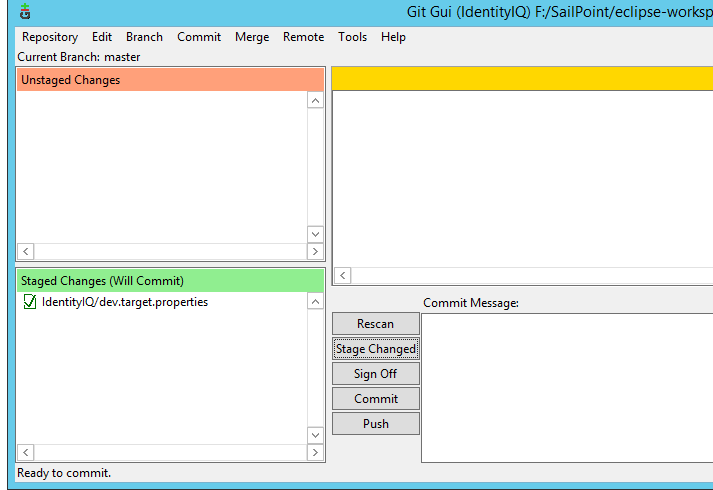 Git Gui (IdentityIQ) F:/SailPoint/eclipse-worksp
Repository Edit Branch Commit Merge Remote Tools Help
Current Branch: master
Unstaged Changes
Staged Changes (Will Commit)
IdentityIQ/dev.target.properties
Commit Message:
Rescan
Stage Changed
Sign Off
Commit
Push
Ready to commit.